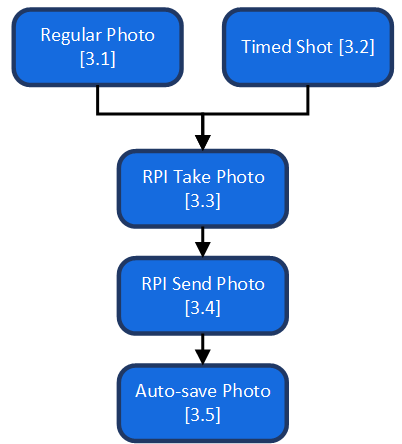 Regular Photo
[3.1]
Timed Shot [3.2]
RPI Take Photo
[3.3]
RPI Send Photo
[3.4]
Auto-save Photo
[3.5]